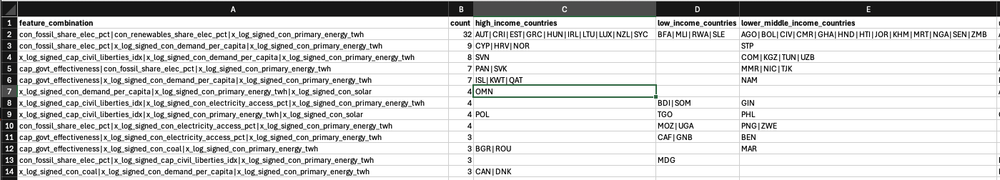 A B C D E
1 feature_combination count high_income_countries low_income_countries lower_middle_income_countries
2 con_fossil_share_elec_pct|con_renewables_share_elec_pct|x_log_signed_con_primary_energy_twh 32 AUT|CRI|EST|GRC|HUN|IRL|LTU|LUX|NZL|SYC BFA|MLI|RWA|SLE AGO|BOL|CIV|CMR|GHA|HND|HTI|JOR|KHM|MRT|NGA|SEN|ZMB
3 con_fossil_share_elec_pct|x_log_signed_con_demand_per_capita|x_log_signed_con_primary_energy_twh 9 CYP|HRV|NOR STP
4 x_log_signed_cap_civil_liberties_idx|x_log_signed_con_demand_per_capita|x_log_signed_con_primary_energy_twh 8 SVN COM|KGZ|TUN|UZB
5 cap_govt_effectiveness|con_fossil_share_elec_pct|x_log_signed_con_primary_energy_twh 7 PAN|SVK MMR|NIC|TJK
6 cap_govt_effectiveness|x_log_signed_con_demand_per_capita|x_log_signed_con_primary_energy_twh 7 ISL|KWT|QAT NAM
7 x_log_signed_con_demand_per_capita|x_log_signed_con_primary_energy_twh|x_log_signed_con_solar 4 OMN
8 x_log_signed_cap_civil_liberties_idx|x_log_signed_con_electricity_access_pct|x_log_signed_con_primary_energy_twh 4 BDI|SOM GIN
9 x_log_signed_cap_civil_liberties_idx|x_log_signed_con_primary_energy_twh|x_log_signed_con_solar 4 POL TGO PHL
10 con_fossil_share_elec_pct|x_log_signed_con_electricity_access_pct|x_log_signed_con_primary_energy_twh 4 MOZ|UGA PNG|ZWE
11 cap_govt_effectiveness|x_log_signed_con_electricity_access_pct|x_log_signed_con_primary_energy_twh 3 CAF|GNB BEN
12 cap_govt_effectiveness|x_log_signed_con_coal|x_log_signed_con_primary_energy_twh 3 BGR|ROU MAR
13 con_fossil_share_elec_pct|x_log_signed_cap_civil_liberties_idx|x_log_signed_con_primary_energy_twh 3 MDG
14 x_log_signed_con_coal|x_log_signed_con_demand_per_capita|x_log_signed_con_primary_energy_twh 3 CAN|DNK